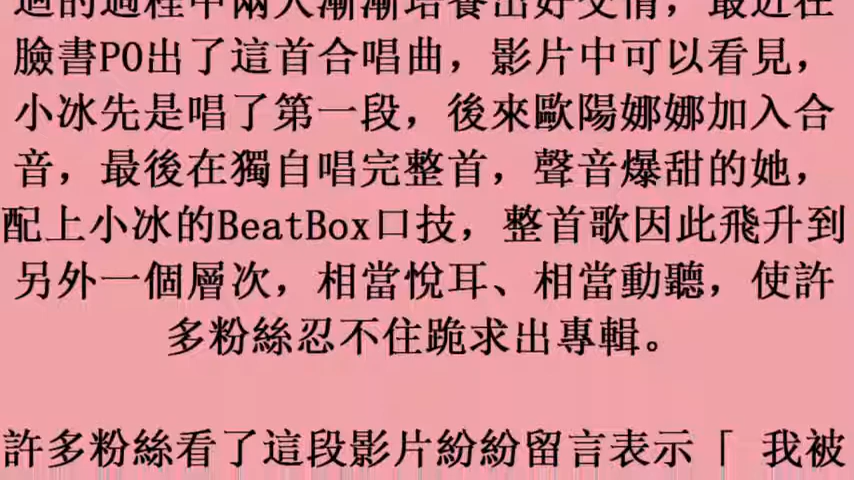 迴的過程中兩人漸漸培養出好交情，最近在
臉書PO出了這首合唱曲，影片中可以看見，
小冰先是唱了第一段，後來歐陽娜娜加入合
音，最後在獨自唱完整首，聲音爆甜的她，
配上小冰的BeatBox口技，整首歌因此飛升到
另外一個層次，相當悅耳、相當動聽，使許
多粉絲忍不住跪求出專輯。
許多粉絲看了這段影片紛紛留言表示「 我被